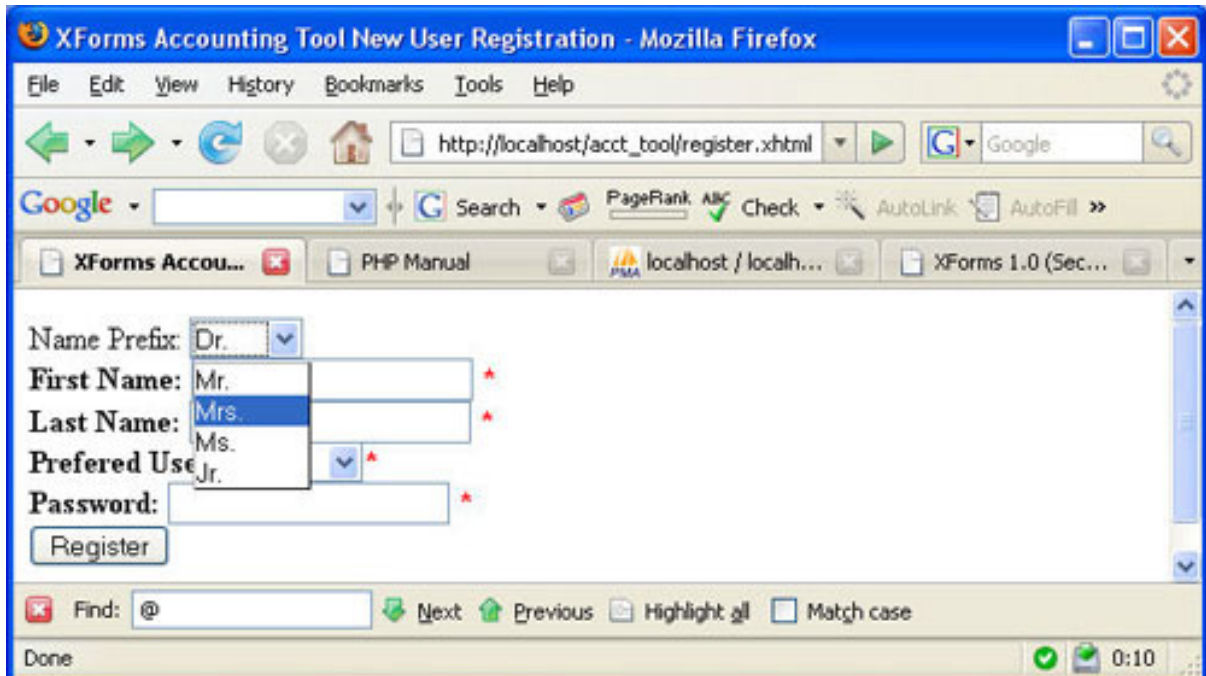 XForms Accounting Tool New User Registration - Mozilla Firefox
File Edit View History Bookmarks Tools Help
http://localhost/acct_tool/register.xhtml G Google
Google G Search PageRank ABC Check AutoLink AutoFill »
XForms Accou... PHP Manual PMA localhost / localh... XForms 1.0 (Sec...
Name Prefix: Dr.
First Name: Mr. *
Mrs.
Last Name: *
Ms.
Prefered Use *
Jr.
Password: *
Register
Find: @ Next Previous Highlight all Match case
Done 0:10